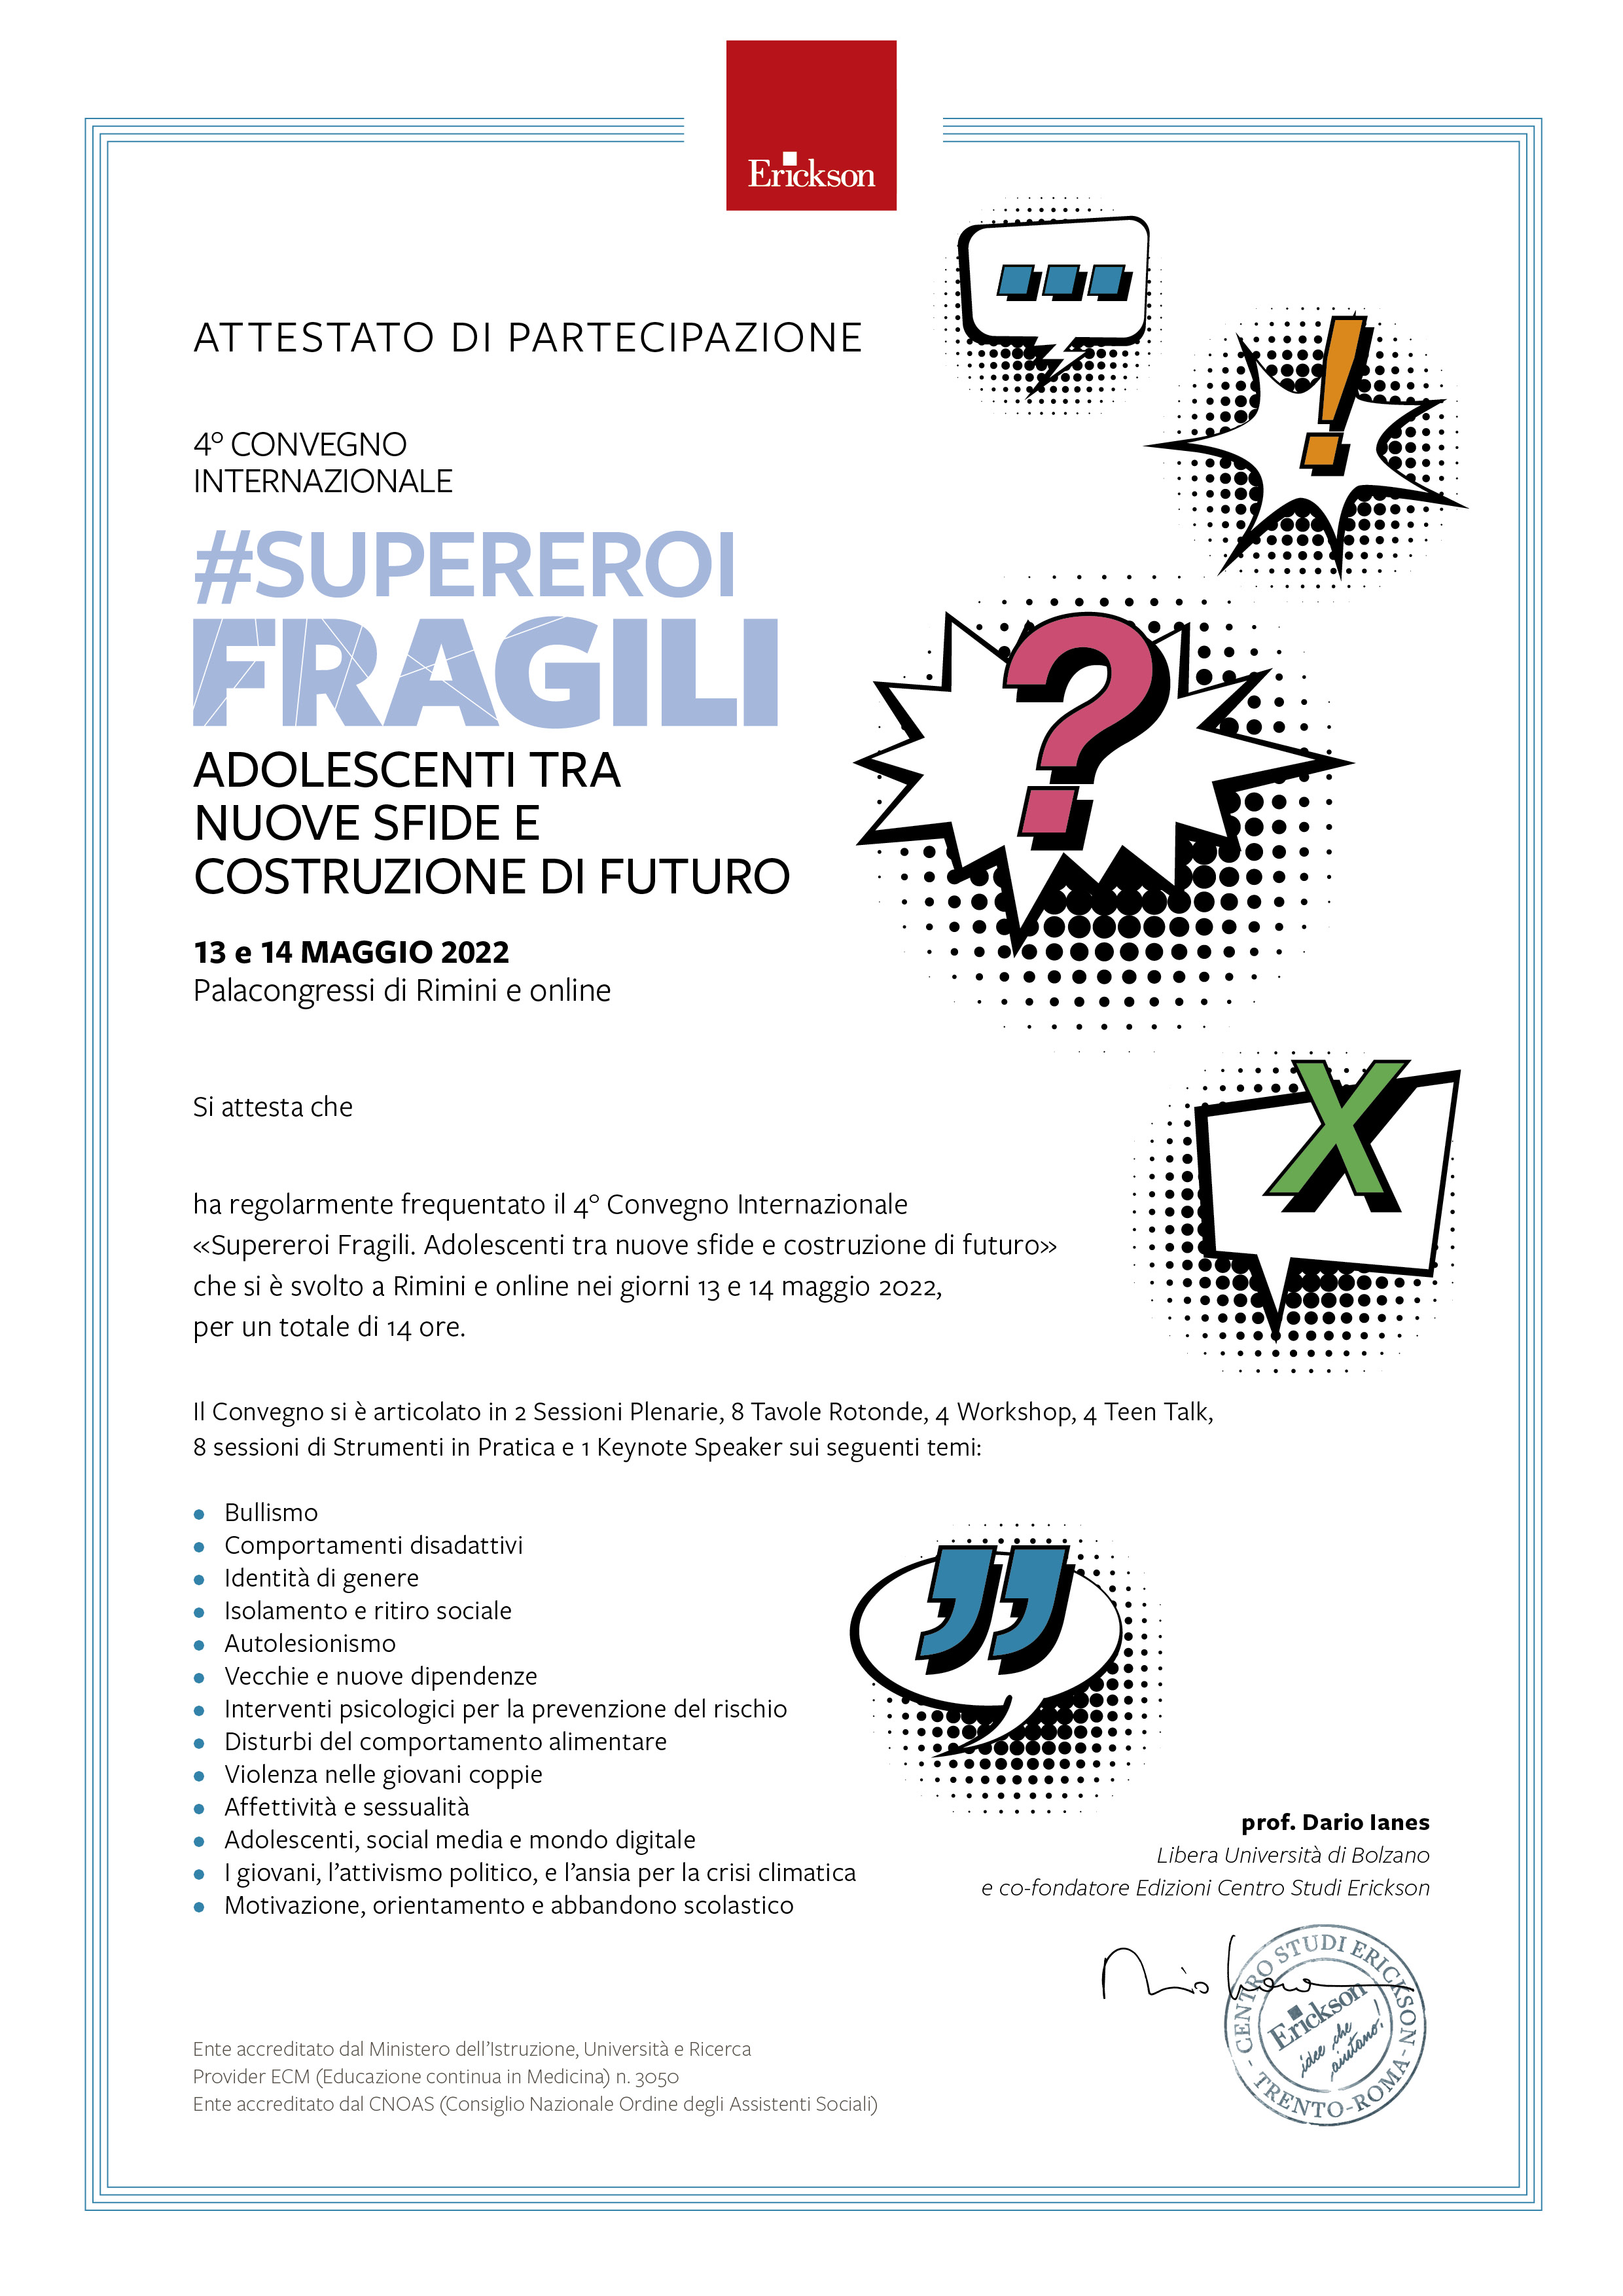 Erickson
ATTESTATO DI PARTECIPAZIONE
4° CONVEGNO
INTERNAZIONALE
#SUPEREROI
FRAGILI
ADOLESCENTI TRA
NUOVE SFIDE E
COSTRUZIONE DI FUTURO
13 e 14 MAGGIO 2022
Palacongressi di Rimini e online
Si attesta che
ha regolarmente frequentato il 4° Convegno Internazionale
«Supereroi Fragili. Adolescenti tra nuove sfide e costruzione di futuro»
che si è svolto a Rimini e online nei giorni 13 e 14 maggio 2022,
per un totale di 14 ore.
Il Convegno si è articolato in 2 Sessioni Plenarie, 8 Tavole Rotonde, 4 Workshop, 4 Teen Talk,
8 sessioni di Strumenti in Pratica e 1 Keynote Speaker sui seguenti temi:
• Bullismo
• Comportamenti disadattivi
• Identità di genere
• Isolamento e ritiro sociale
• Autolesionismo
• Vecchie e nuove dipendenze
• Interventi psicologici per la prevenzione del rischio
• Disturbi del comportamento alimentare
• Violenza nelle giovani coppie
• Affettività e sessualità
• Adolescenti, social media e mondo digitale
• I giovani, l’attivismo politico, e l’ansia per la crisi climatica
• Motivazione, orientamento e abbandono scolastico
!
?
X
”
prof. Dario Ianes
Libera Università di Bolzano
e co-fondatore Edizioni Centro Studi Erickson
- CENTRO STUDI ERICKSON -
Erickson
idee che
aiutano!
TRENTO-ROMA
Ente accreditato dal Ministero dell’Istruzione, Università e Ricerca
Provider ECM (Educazione continua in Medicina) n. 3050
Ente accreditato dal CNOAS (Consiglio Nazionale Ordine degli Assistenti Sociali)